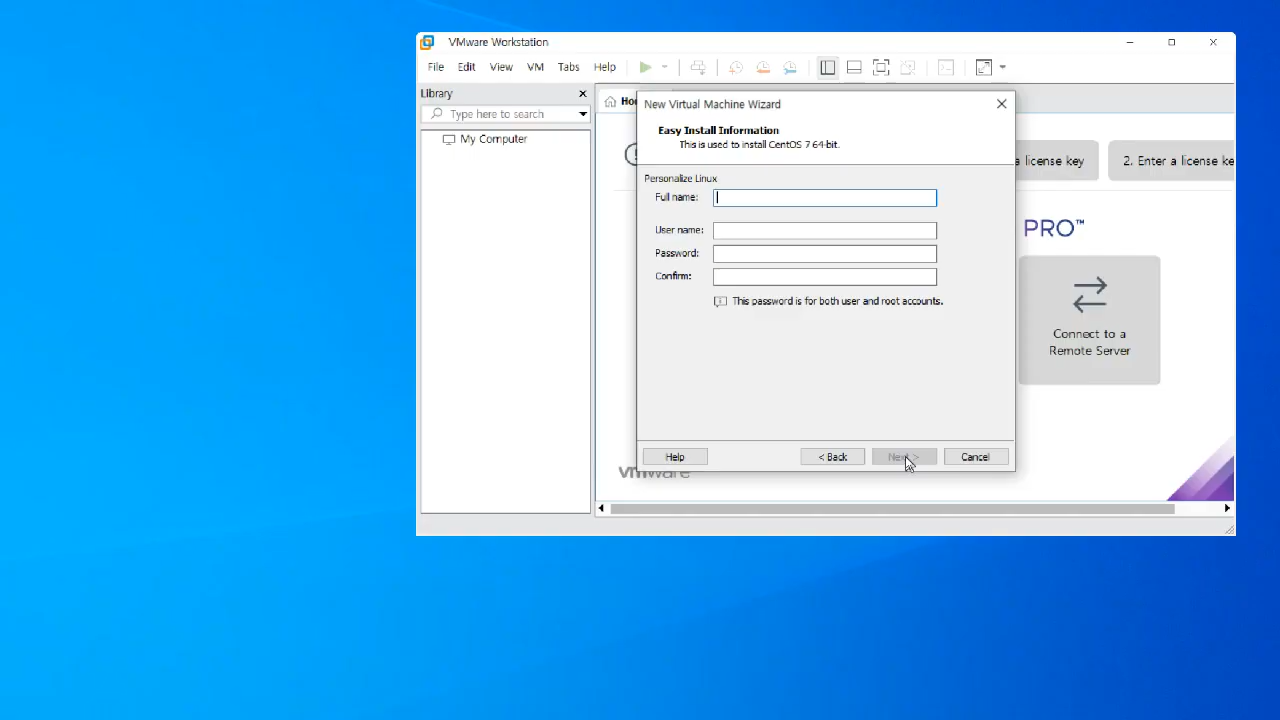 VMware Workstation
File Edit View VM Tabs Help
Library
Type here to search
My Computer
New Virtual Machine Wizard
Easy Install Information
This is used to install CentOS 7 64-bit.
a license key
2. Enter a license ke
Personalize Linux
Full name:
User name:
Password:
Confirm:
This password is for both user and root accounts.
PRO™
Connect to a
Remote Server
Help
< Back
Next >
Cancel
vmware